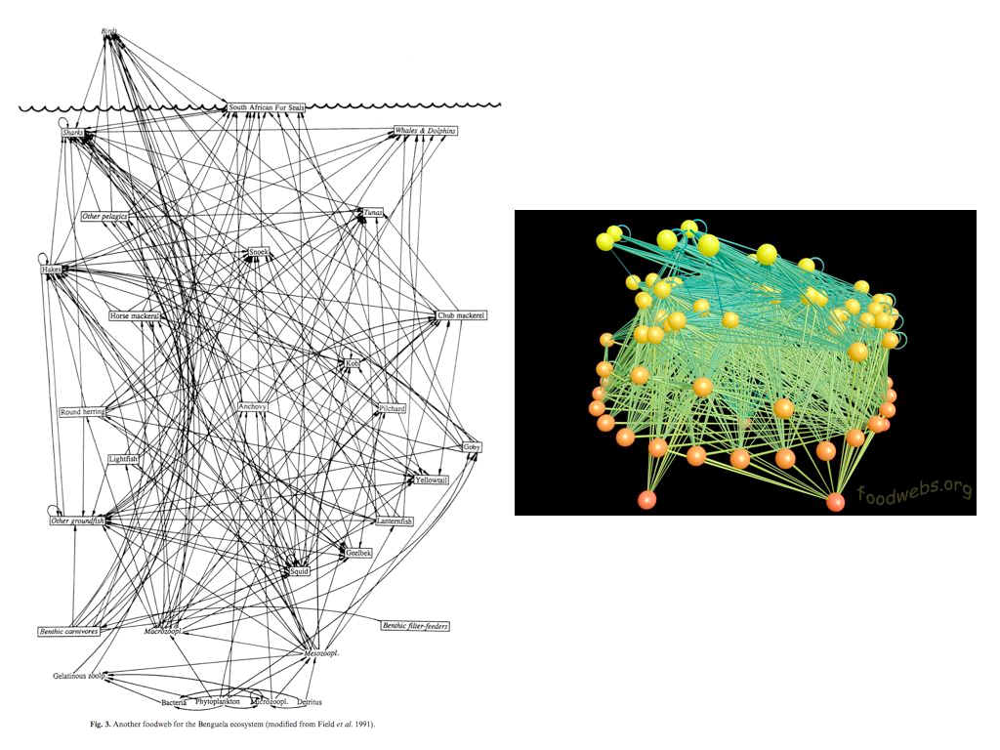 Birds
South African Fur Seals
Sharks
Whales & Dolphins
Other pelagics
Tunas
Snoek
Hakes
Horse mackeral
Chub mackerel
Kob
Anchovy
Pilchard
Round herring
Goby
Lightfish
Yellowtail
Other groundfish
Lanternfish
Geelbek
Squid
Benthic filter-feeders
Benthic carnivores
Macrozoopl.
Mesozoopl.
Gelatinous zoolp.
Bacteria
Phytoplankton
Microzoopl.
Detritus
Fig. 3. Another foodweb for the Benguela ecosystem (modified from Field et al. 1991).
foodwebs.org